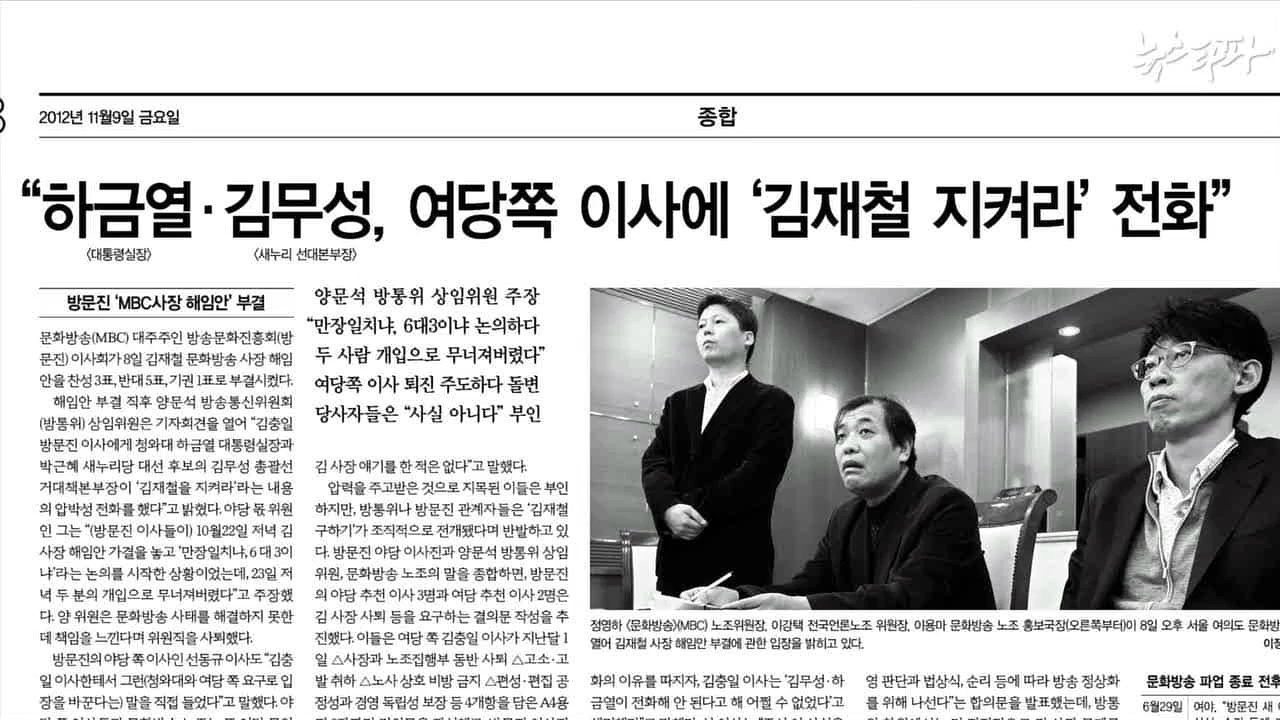 뉴스타파
2012년 11월9일 금요일
종합
“하금열·김무성, 여당쪽 이사에 ‘김재철 지켜라’ 전화”
〈대통령실장〉
〈새누리 선대본부장〉
방문진 ‘MBC사장 해임안’ 부결
문화방송(MBC) 대주주인 방송문화진흥회(방
문진) 이사회가 8일 김재철 문화방송 사장 해임
안을 찬성 3표, 반대 5표, 기권 1표로 부결시켰다.
해임안 부결 직후 양문석 방송통신위원회
(방통위) 상임위원은 기자회견을 열어 “김충일
방문진 이사에게 청와대 하금열 대통령실장과
박근혜 새누리당 대선 후보의 김무성 총괄선
거대책본부장이 ‘김재철을 지켜라’라는 내용
의 압박성 전화를 했다”고 밝혔다. 야당 몫 위원
인 그는 “(방문진 이사들이) 10월22일 저녁 김
사장 해임안 가결을 놓고 ‘만장일치냐, 6 대 3이
냐’라는 논의를 시작한 상황이었는데, 23일 저
녁 두 분의 개입으로 무너져버렸다”고 주장했
다. 양 위원은 문화방송 사태를 해결하지 못한
데 책임을 느낀다며 위원직을 사퇴했다.
방문진의 야당 쪽 이사인 선동규 이사도 “김충
일 이사한테서 그런(청와대와 여당 쪽 요구로 입
장을 바꾼다는) 말을 직접 들었다”고 말했다. 야
양문석 방통위 상임위원 주장
“만장일치냐, 6대3이냐 논의하다
두 사람 개입으로 무너져버렸다”
여당쪽 이사 퇴진 주도하다 돌변
당사자들은 “사실 아니다” 부인
김 사장 얘기를 한 적은 없다”고 말했다.
압력을 주고받은 것으로 지목된 이들은 부인
하지만, 방통위나 방문진 관계자들은 ‘김재철
구하기’가 조직적으로 전개됐다며 반발하고 있
다. 방문진 야당 이사진과 양문석 방통위 상임
위원, 문화방송 노조의 말을 종합하면, 방문진
의 야당 추천 이사 3명과 여당 추천 이사 2명은
김 사장 사퇴 등을 요구하는 결의문 작성을 추
진했다. 이들은 여당 쪽 김충일 이사가 지난달 1
일 △사장과 노조집행부 동반 사퇴 △고소·고
발 취하 △노사 상호 비방 금지 △편성·편집 공
정성과 경영 독립성 보장 등 4개항을 담은 A4용
정영하 〈문화방송〉(MBC) 노조위원장, 이강택 전국언론노조 위원장, 이용마 문화방송 노조 홍보국장(오른쪽부터)이 8일 오후 서울 여의도 문화방
열어 김재철 사장 해임안 부결에 관한 입장을 밝히고 있다.
화의 이유를 따지자, 김충일 이사는 ‘김무성·하
금열이 전화해 안 된다고 해 어쩔 수 없었다’고
영 판단과 법상식, 순리 등에 따라 방송 정상화
를 위해 나선다”는 합의문을 발표했는데, 방통
문화방송 파업 종료 전후
6월29일
여야, “방문진 새 이